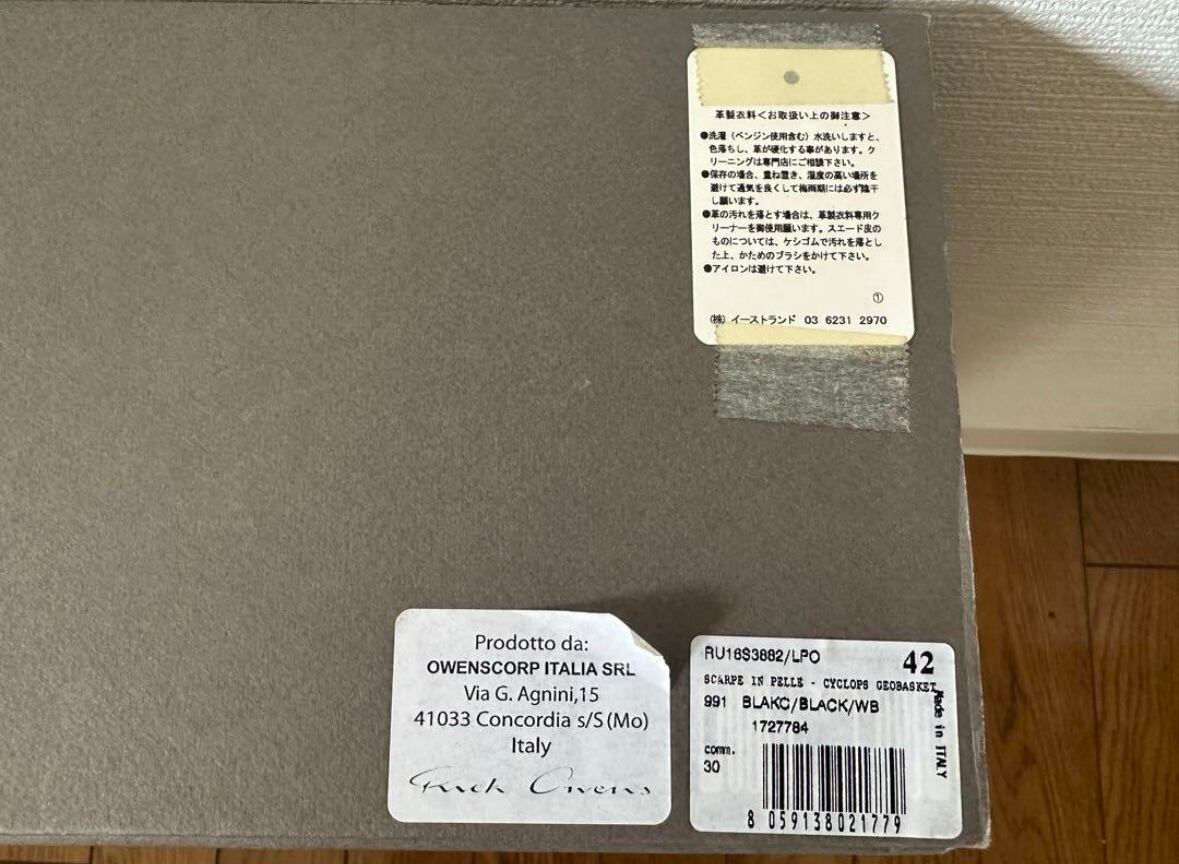 革製衣料＜お取扱い上の御注意＞
●洗濯（ベンジン使用含む）水洗いしますと、
色落ちし、革が硬化する事があります。ク
リーニングは専門店にご相談下さい。
●保存の場合、重ね置き、湿度の高い場所を
避けて通気を良くして梅雨期には必ず陰干
し願います。
●革の汚れを落とす場合は、革製衣料専用ク
リーナーを御使用願います。スエード皮の
ものについては、ケシゴムで汚れを落とし
た上、かためのブラシをかけて下さい。
●アイロンは避けて下さい。
①
㈱ イーストランド 03 6231 2970
Prodotto da:
OWENSCORP ITALIA SRL
Via G. Agnini,15
41033 Concordia s/S (Mo)
Italy
Rick Owens
RU16S3882/LPO 42
SCARPE IN PELLE - CYCLOPS GEOBASKET
991 BLAKC/BLACK/WB
1727784
comm.
30
Made in ITALY
8 059138021779